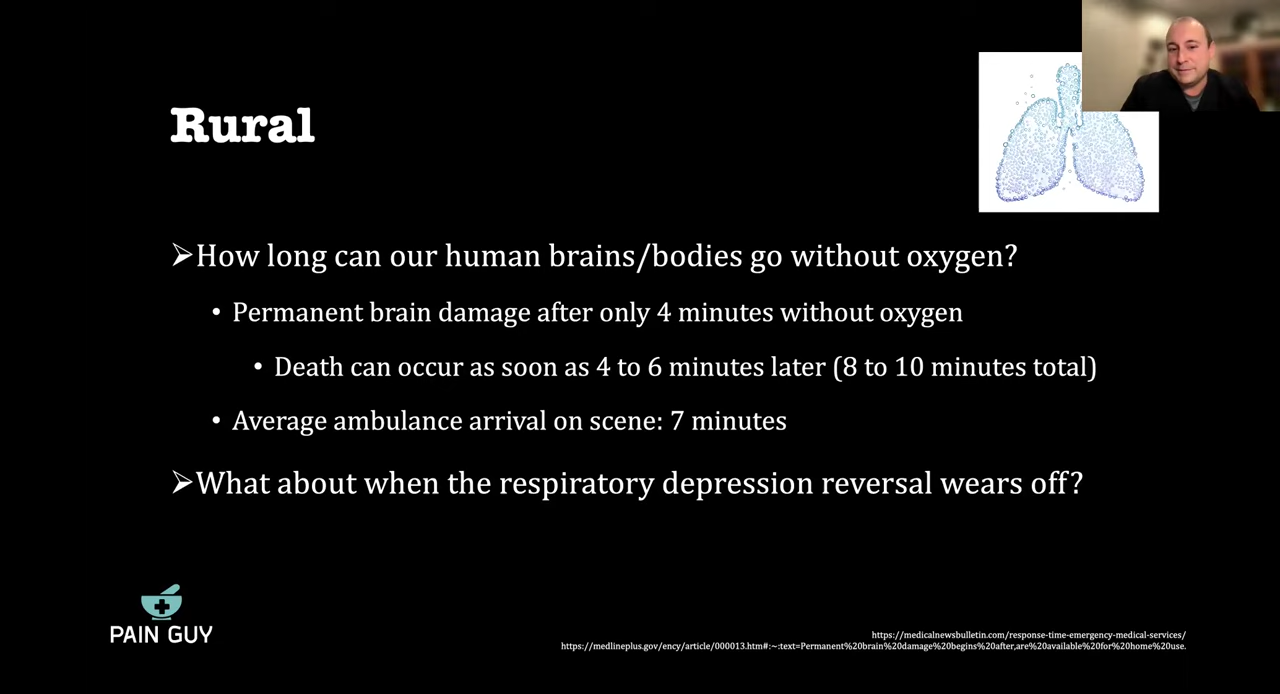 Rural
➢How long can our human brains/bodies go without oxygen?
• Permanent brain damage after only 4 minutes without oxygen
• Death can occur as soon as 4 to 6 minutes later (8 to 10 minutes total)
• Average ambulance arrival on scene: 7 minutes
➢What about when the respiratory depression reversal wears off?
PAIN GUY
https://medicalnewsbulletin.com/response-time-emergency-medical-services/
https://medlineplus.gov/ency/article/000013.htm#:~:text=Permanent%20brain%20damage%20begins%20after,are%20available%20for%20home%20use.